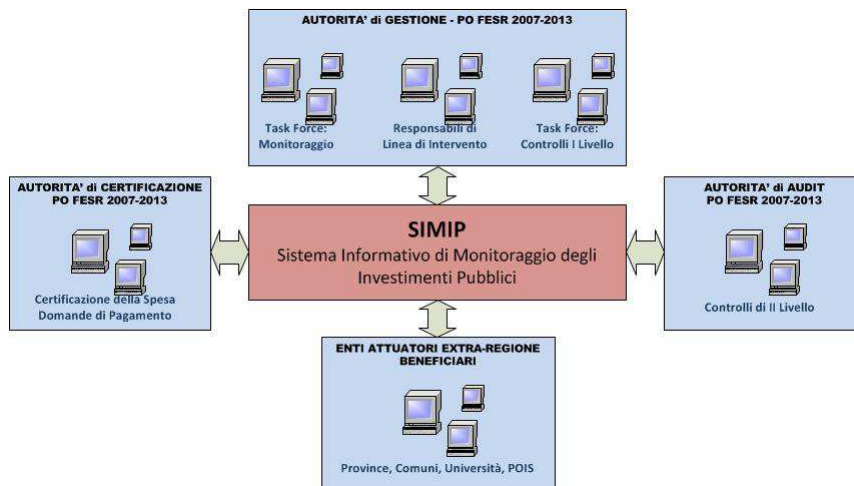 AUTORITA' di GESTIONE - PO FESR 2007-2013
Task Force:
Monitoraggio
Responsabili di
Linea di Intervento
Task Force:
Controlli I Livello
AUTORITA' di CERTIFICAZIONE
PO FESR 2007-2013
Certificazione della Spesa
Domande di Pagamento
SIMIP
Sistema Informativo di Monitoraggio degli
Investimenti Pubblici
AUTORITA' di AUDIT
PO FESR 2007-2013
Controlli di II Livello
ENTI ATTUATORI EXTRA-REGIONE
BENEFICIARI
Province, Comuni, Università, POIS